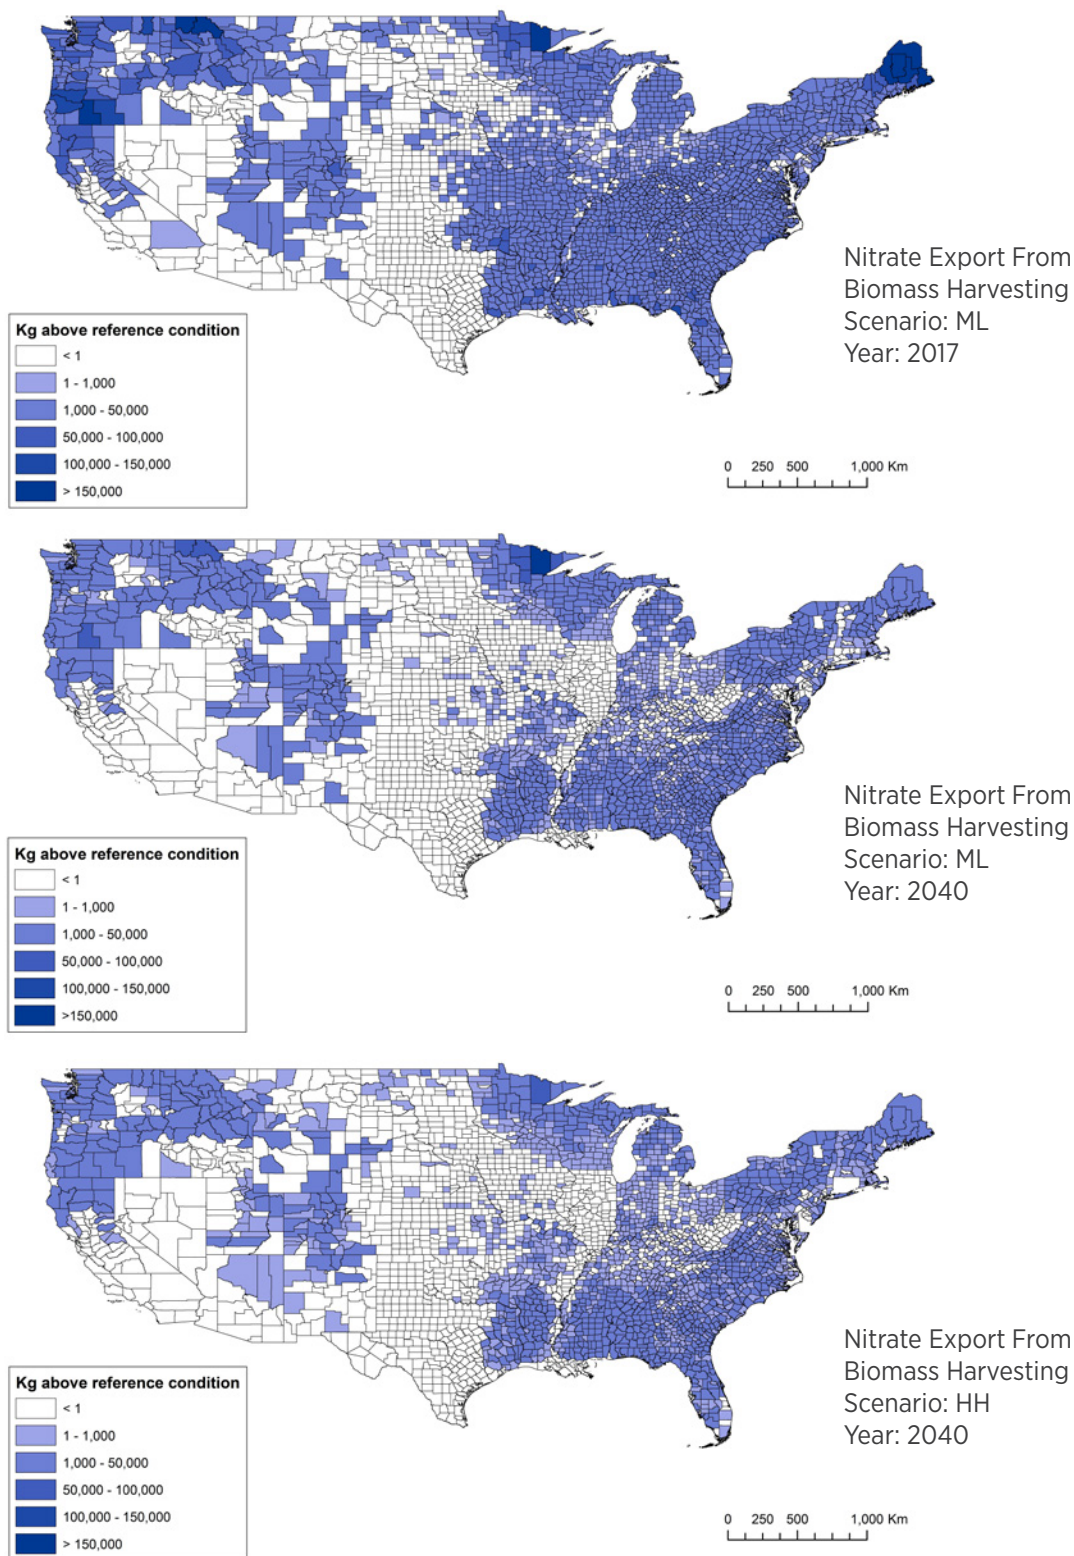 Nitrate Export From
Biomass Harvesting
Scenario: ML
Year: 2017
Kg above reference condition
< 1
1 - 1,000
1,000 - 50,000
50,000 - 100,000
100,000 - 150,000
> 150,000
0 250 500 1,000 Km
Nitrate Export From
Biomass Harvesting
Scenario: ML
Year: 2040
Kg above reference condition
< 1
1 - 1,000
1,000 - 50,000
50,000 - 100,000
100,000 - 150,000
>150,000
0 250 500 1,000 Km
Nitrate Export From
Biomass Harvesting
Scenario: HH
Year: 2040
Kg above reference condition
< 1
1 - 1,000
1,000 - 50,000
50,000 - 100,000
100,000 - 150,000
> 150,000
0 250 500 1,000 Km